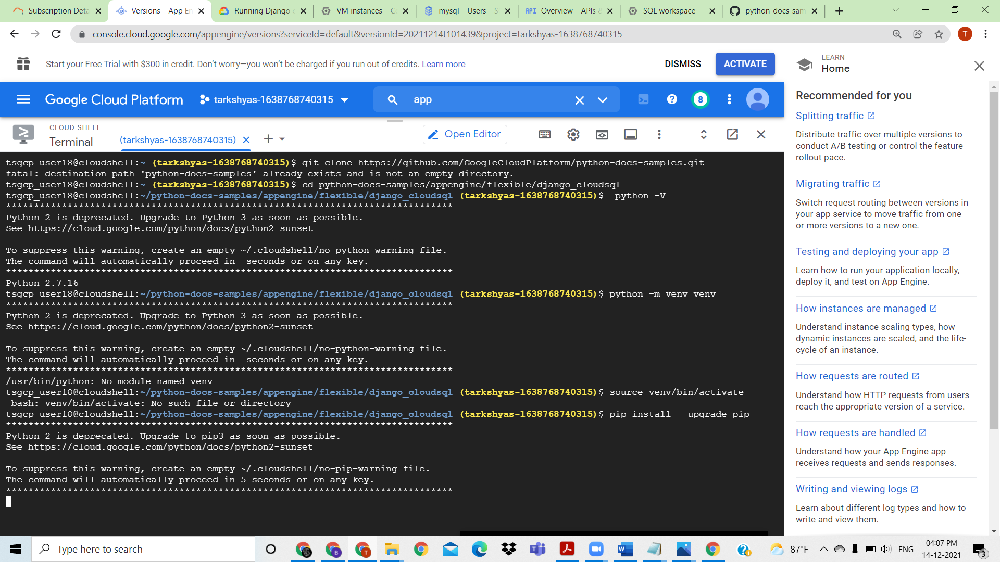 Subscription Deta
Versions – App En
Running Django
VM instances – C
mysql – Users – S
API Overview – APIs &
SQL workspace –
python-docs-sam
console.cloud.google.com/appengine/versions?serviceId=default&versionId=20211214t101439&project=tarkshyas-1638768740315
T
Start your Free Trial with $300 in credit. Don’t worry—you won’t be charged if you run out of credits. Learn more
DISMISS
ACTIVATE
LEARN
Home
Google Cloud Platform
tarkshyas-1638768740315
app
8
CLOUD SHELL
Terminal
(tarkshyas-1638768740315)
Open Editor
tsgcp_user18@cloudshell:~ (tarkshyas-1638768740315)$ git clone https://github.com/GoogleCloudPlatform/python-docs-samples.git
fatal: destination path 'python-docs-samples' already exists and is not an empty directory.
tsgcp_user18@cloudshell:~ (tarkshyas-1638768740315)$ cd python-docs-samples/appengine/flexible/django_cloudsql
tsgcp_user18@cloudshell:~/python-docs-samples/appengine/flexible/django_cloudsql (tarkshyas-1638768740315)$  python -V
********************************************************************************
Python 2 is deprecated. Upgrade to Python 3 as soon as possible.
See https://cloud.google.com/python/docs/python2-sunset
To suppress this warning, create an empty ~/.cloudshell/no-python-warning file.
The command will automatically proceed in  seconds or on any key.
********************************************************************************
Python 2.7.16
tsgcp_user18@cloudshell:~/python-docs-samples/appengine/flexible/django_cloudsql (tarkshyas-1638768740315)$ python -m venv venv
********************************************************************************
Python 2 is deprecated. Upgrade to Python 3 as soon as possible.
See https://cloud.google.com/python/docs/python2-sunset
To suppress this warning, create an empty ~/.cloudshell/no-python-warning file.
The command will automatically proceed in  seconds or on any key.
********************************************************************************
/usr/bin/python: No module named venv
tsgcp_user18@cloudshell:~/python-docs-samples/appengine/flexible/django_cloudsql (tarkshyas-1638768740315)$ source venv/bin/activate
-bash: venv/bin/activate: No such file or directory
tsgcp_user18@cloudshell:~/python-docs-samples/appengine/flexible/django_cloudsql (tarkshyas-1638768740315)$ pip install --upgrade pip
********************************************************************************
Python 2 is deprecated. Upgrade to pip3 as soon as possible.
See https://cloud.google.com/python/docs/python2-sunset
To suppress this warning, create an empty ~/.cloudshell/no-pip-warning file.
The command will automatically proceed in 5 seconds or on any key.
********************************************************************************
Recommended for you
Splitting traffic
Distribute traffic over multiple versions to
conduct A/B testing or control the feature
rollout pace.
Migrating traffic
Switch request routing between versions in
your app service to move traffic from one
or more versions to a new one.
Testing and deploying your app
Learn how to run your application locally,
deploy it, and test on App Engine.
How instances are managed
Understand instance scaling types, how
dynamic instances are scaled, and the life-
cycle of an instance.
How requests are routed
Understand how HTTP requests from users
reach the appropriate version of a service.
How requests are handled
Understand how your App Engine app
receives requests and sends responses.
Writing and viewing logs
Learn about different log types and how to
write and view them.
Type here to search
87°F
ENG
04:07 PM
14-12-2021
3